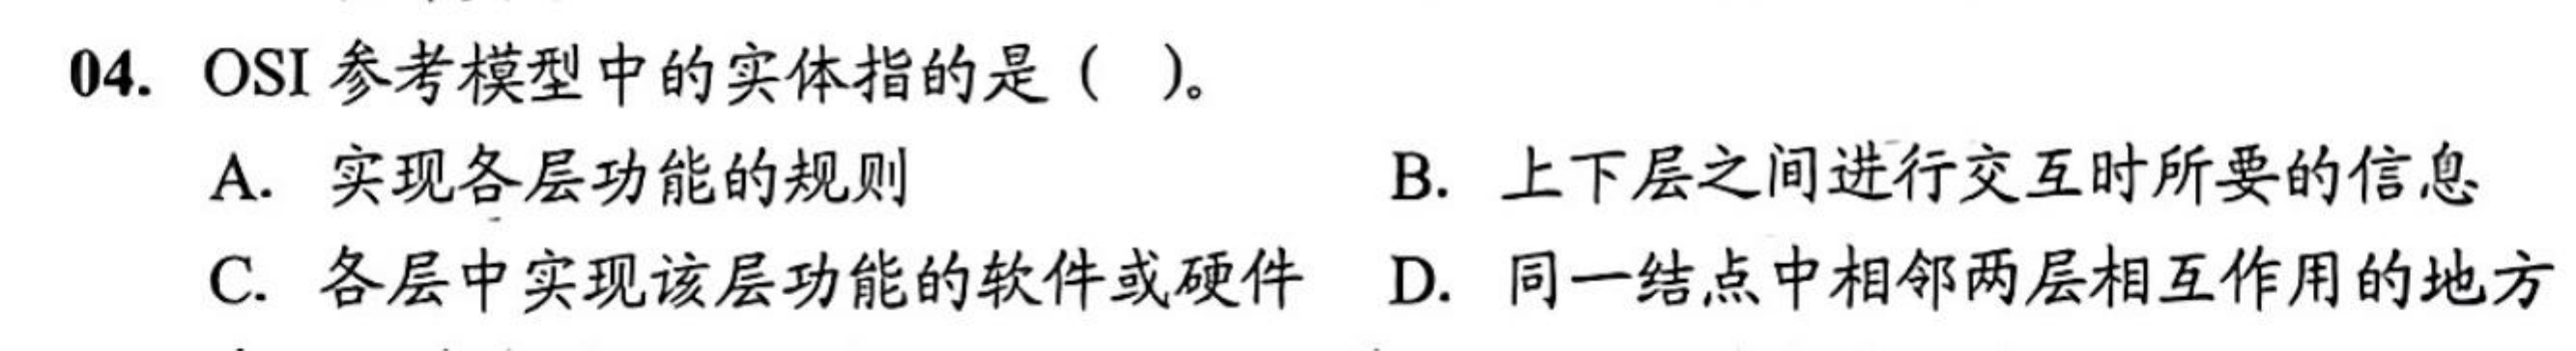 04. OSI 参考模型中的实体指的是（ ）。
A. 实现各层功能的规则 B. 上下层之间进行交互时所要的信息
C. 各层中实现该层功能的软件或硬件 D. 同一结点中相邻两层相互作用的地方